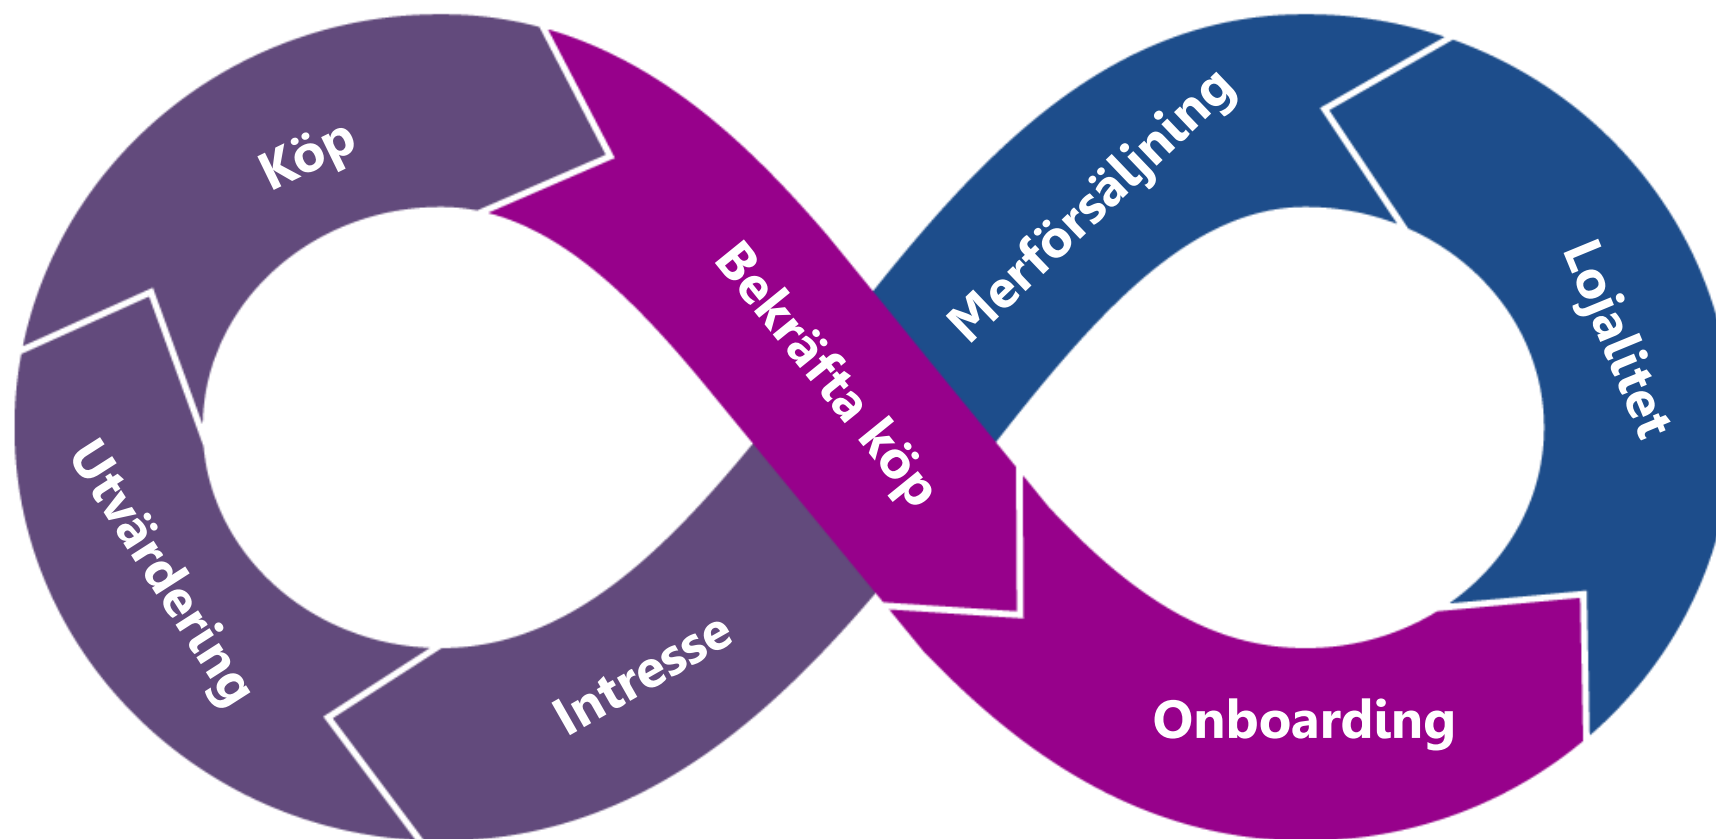 Köp
Bekräfta köp
Merförsäljning
Lojalitet
Utvärdering
Intresse
Onboarding